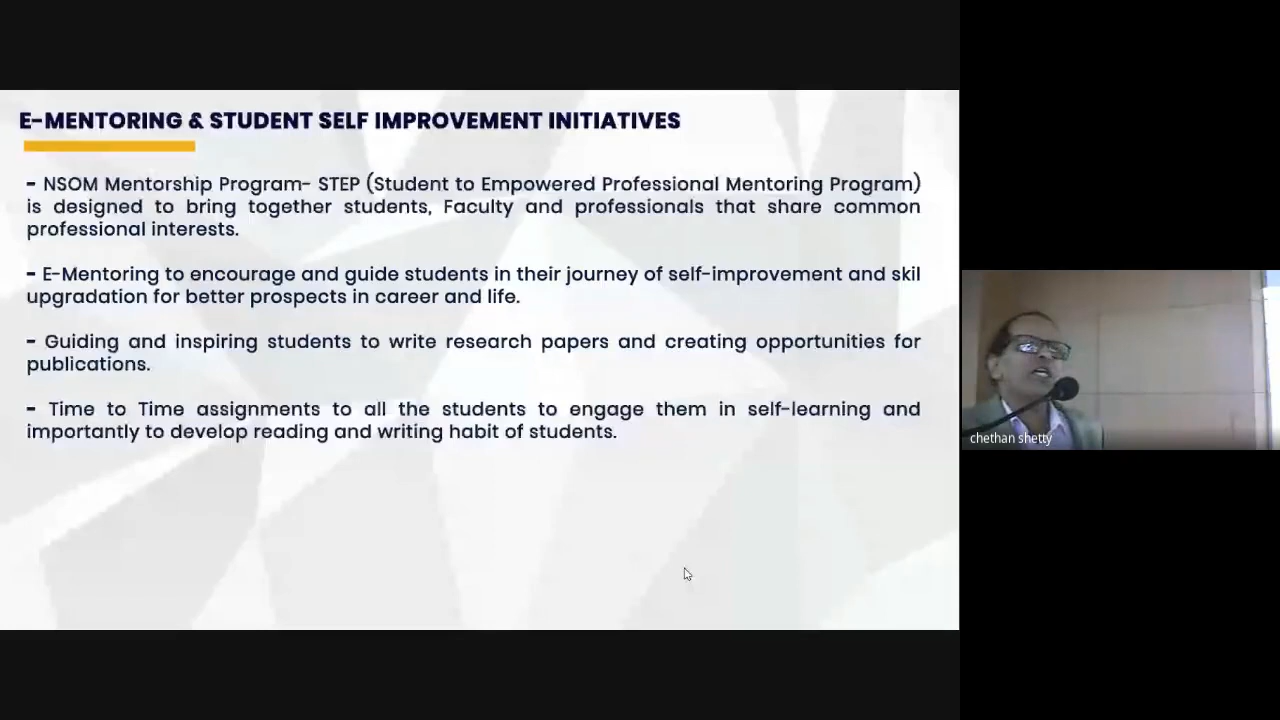 E-MENTORING & STUDENT SELF IMPROVEMENT INITIATIVES
- NSOM Mentorship Program- STEP (Student to Empowered Professional Mentoring Program)
is designed to bring together students, Faculty and professionals that share common
professional interests.
- E-Mentoring to encourage and guide students in their journey of self-improvement and skil
upgradation for better prospects in career and life.
- Guiding and inspiring students to write research papers and creating opportunities for
publications.
- Time to Time assignments to all the students to engage them in self-learning and
importantly to develop reading and writing habit of students.
chethan shetty